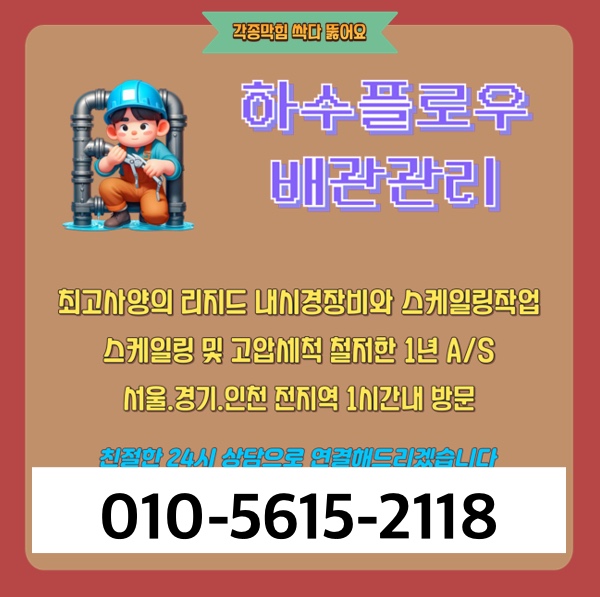 각종막힘 싹다 뚫어요
하수플로우
배관관리
최고사양의 리지드 내시경장비와 스케일링작업
스케일링 및 고압세척 철저한 1년 A/S
서울.경기.인천 전지역 1시간내 방문
친절한 24시 상담으로 연결해드리겠습니다
010-5615-2118